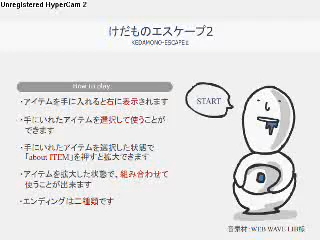 Unregistered HyperCam 2
けだものエスケープ2
KEDAMONO-ESCAPE2
How to play
・アイテムを手に入れると右に表示されます
START
・手にいれたアイテムを選択して使うことが
できます
・手にいれたアイテムを選択した状態で
「about ITEM」を押すと拡大できます
・アイテムを拡大した状態で、組み合わせて
使うことが出来ます
・エンディングは二種類です
音素材:WEB WAVE LIB様